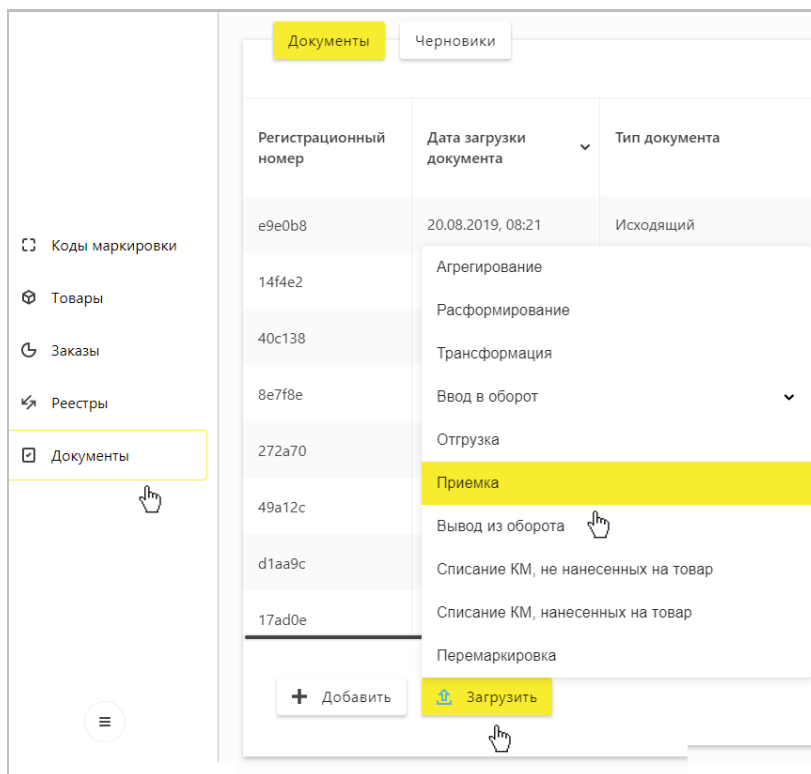 Документы
Черновики
Регистрационный номер
Дата загрузки документа
Тип документа
e9e0b8
20.08.2019, 08:21
Исходящий
Коды маркировки
Товары
Заказы
Реестры
Документы
14f4e2
40c138
8e7f8e
272a70
49a12c
d1aa9c
17ad0e
Агрегирование
Расформирование
Трансформация
Ввод в оборот
Отгрузка
Приемка
Вывод из оборота
Списание КМ, не нанесенных на товар
Списание КМ, нанесенных на товар
Перемаркировка
Добавить
Загрузить